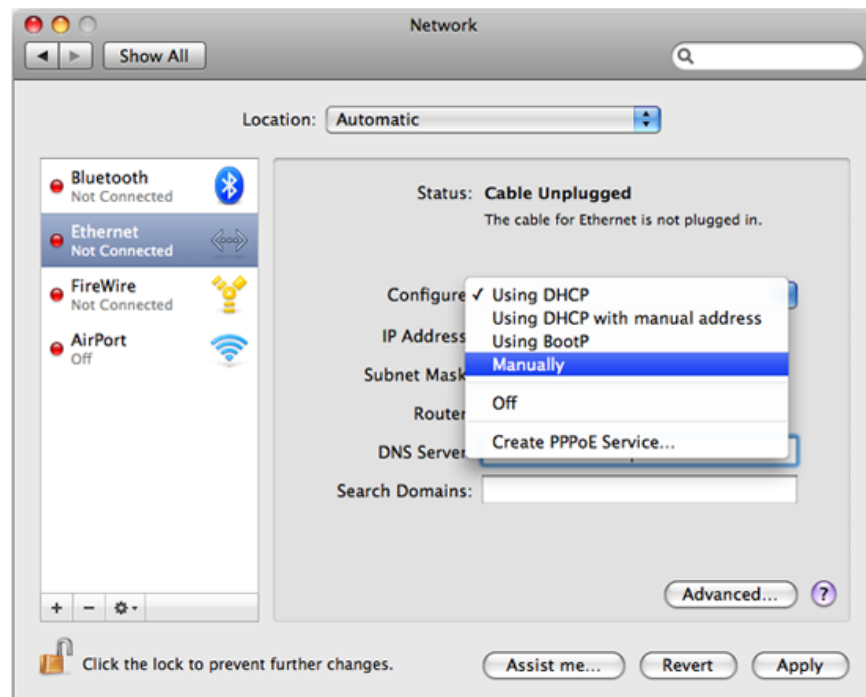 Network
Show All
Location: Automatic
Bluetooth
Not Connected
Ethernet
Not Connected
FireWire
Not Connected
AirPort
Off
Status: Cable Unplugged
The cable for Ethernet is not plugged in.
Configure ✓ Using DHCP
Using DHCP with manual address
IP Address
Using BootP
Manually
Subnet Mask
Off
Router
Create PPPoE Service...
DNS Server
Search Domains:
Advanced... ?
+ −
Click the lock to prevent further changes.
Assist me... Revert Apply